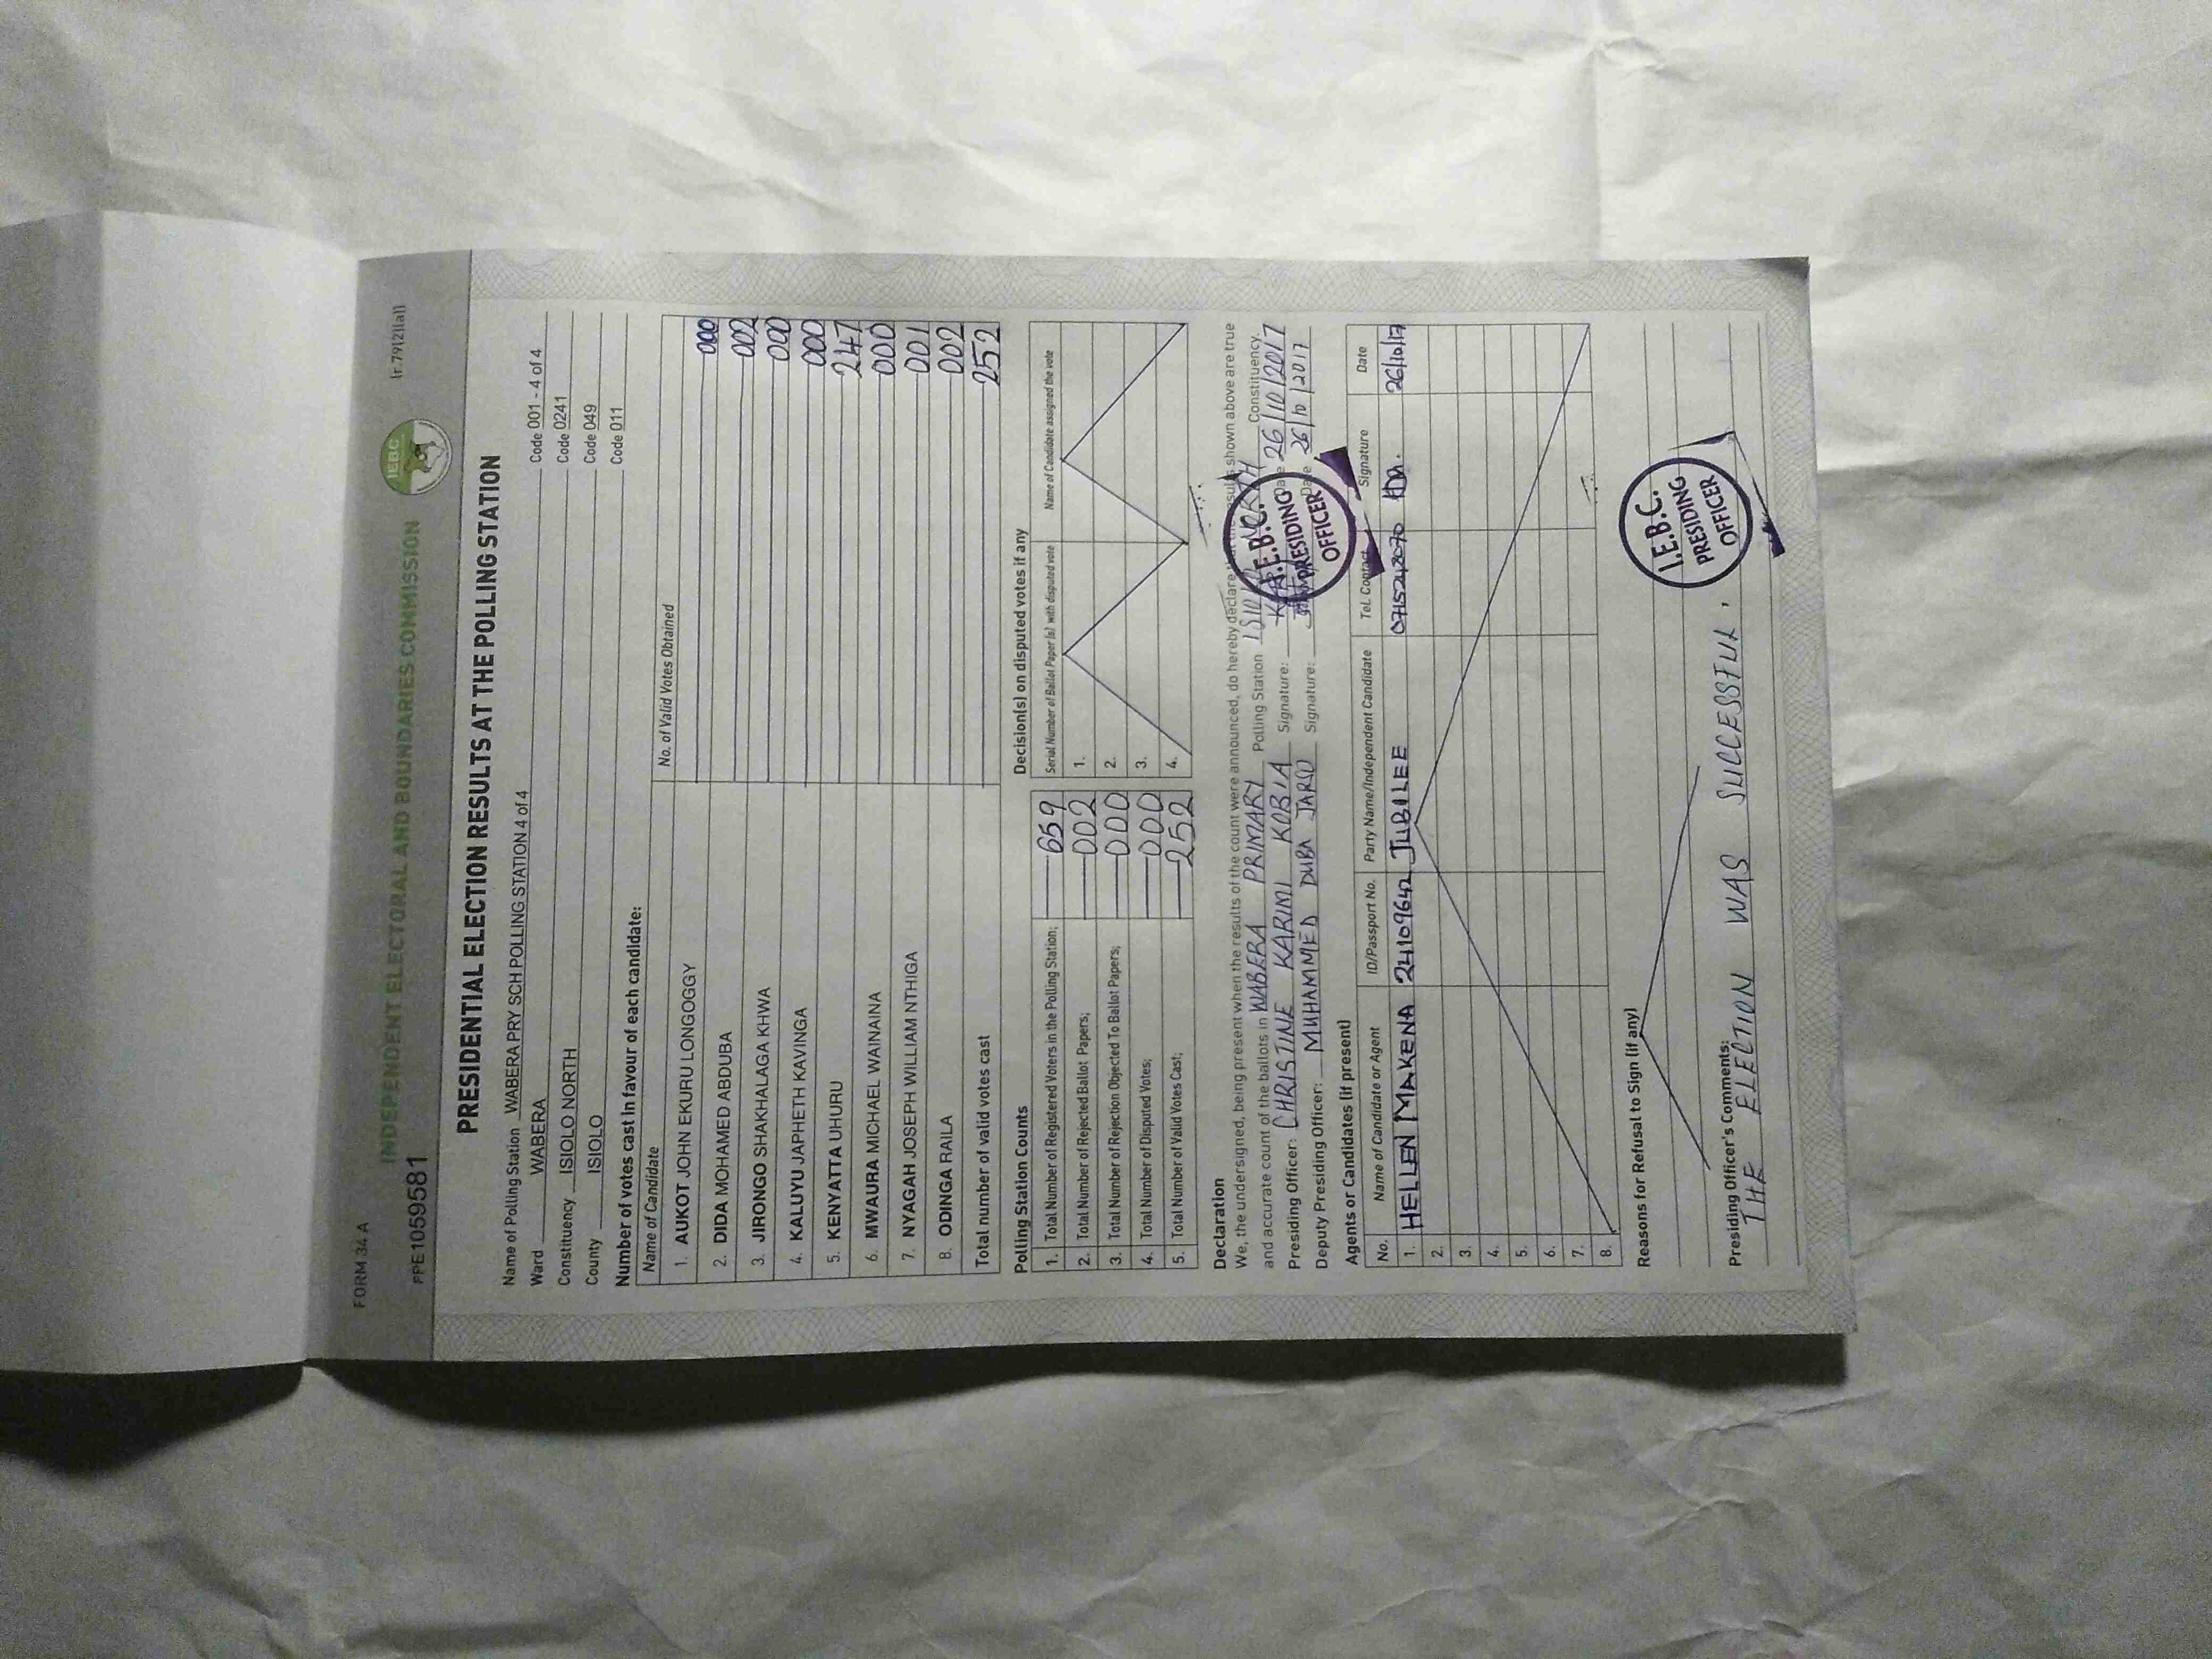 FORM 34 A
(r.79(2)(a))
INDEPENDENT ELECTORAL AND BOUNDARIES COMMISSION
IEBC
PPE1059581
PRESIDENTIAL ELECTION RESULTS AT THE POLLING STATION
Name of Polling Station WABERA PRY SCH POLLING STATION 4 of 4 Code 001 - 4 of 4
Ward WABERA Code 0241
Constituency ISIOLO NORTH Code 049
County ISIOLO Code 011
Number of votes cast in favour of each candidate:
Name of Candidate No. of Valid Votes Obtained
1. AUKOT JOHN EKURU LONGOGGY 000
2. DIDA MOHAMED ABDUBA 002
3. JIRONGO SHAKHALAGA KHWA 000
4. KALUYU JAPHETH KAVINGA 000
5. KENYATTA UHURU 247
6. MWAURA MICHAEL WAINAINA 000
7. NYAGAH JOSEPH WILLIAM NTHIGA 001
8. ODINGA RAILA 002
Total number of valid votes cast 252
Polling Station Counts
1. Total Number of Registered Voters in the Polling Station; 659
2. Total Number of Rejected Ballot Papers; 002
3. Total Number of Rejection Objected To Ballot Papers; 000
4. Total Number of Disputed Votes; 000
5. Total Number of Valid Votes Cast; 252
Decision(s) on disputed votes if any
Serial Number of Ballot Paper (s) with disputed vote Name of Candidate assigned the vote
1.
2.
3.
4.
Declaration
We, the undersigned, being present when the results of the count were announced, do hereby declare that the results shown above are true
and accurate count of the ballots in WABERA PRIMARY Polling Station ISIOLO NORTH Constituency.
Presiding Officer: CHRISTINE KARIMI KOBIA Signature: Date 26/10/2017
Deputy Presiding Officer: MUHAMMED DUBA JARSO Signature: Date 26/10/2017
I.E.B.C.
PRESIDING
OFFICER
Agents or Candidates (if present)
No. Name of Candidate or Agent ID/Passport No. Party Name/Independent Candidate Tel. Contact Signature Date
1. HELLEN MAKENA 24109642 JUBILEE 0715242070 26/10/17
2.
3.
4.
5.
6.
7.
8.
Reasons for Refusal to Sign (if any)
Presiding Officer's Comments:
THE ELECTION WAS SUCCESSFUL.
I.E.B.C.
PRESIDING
OFFICER